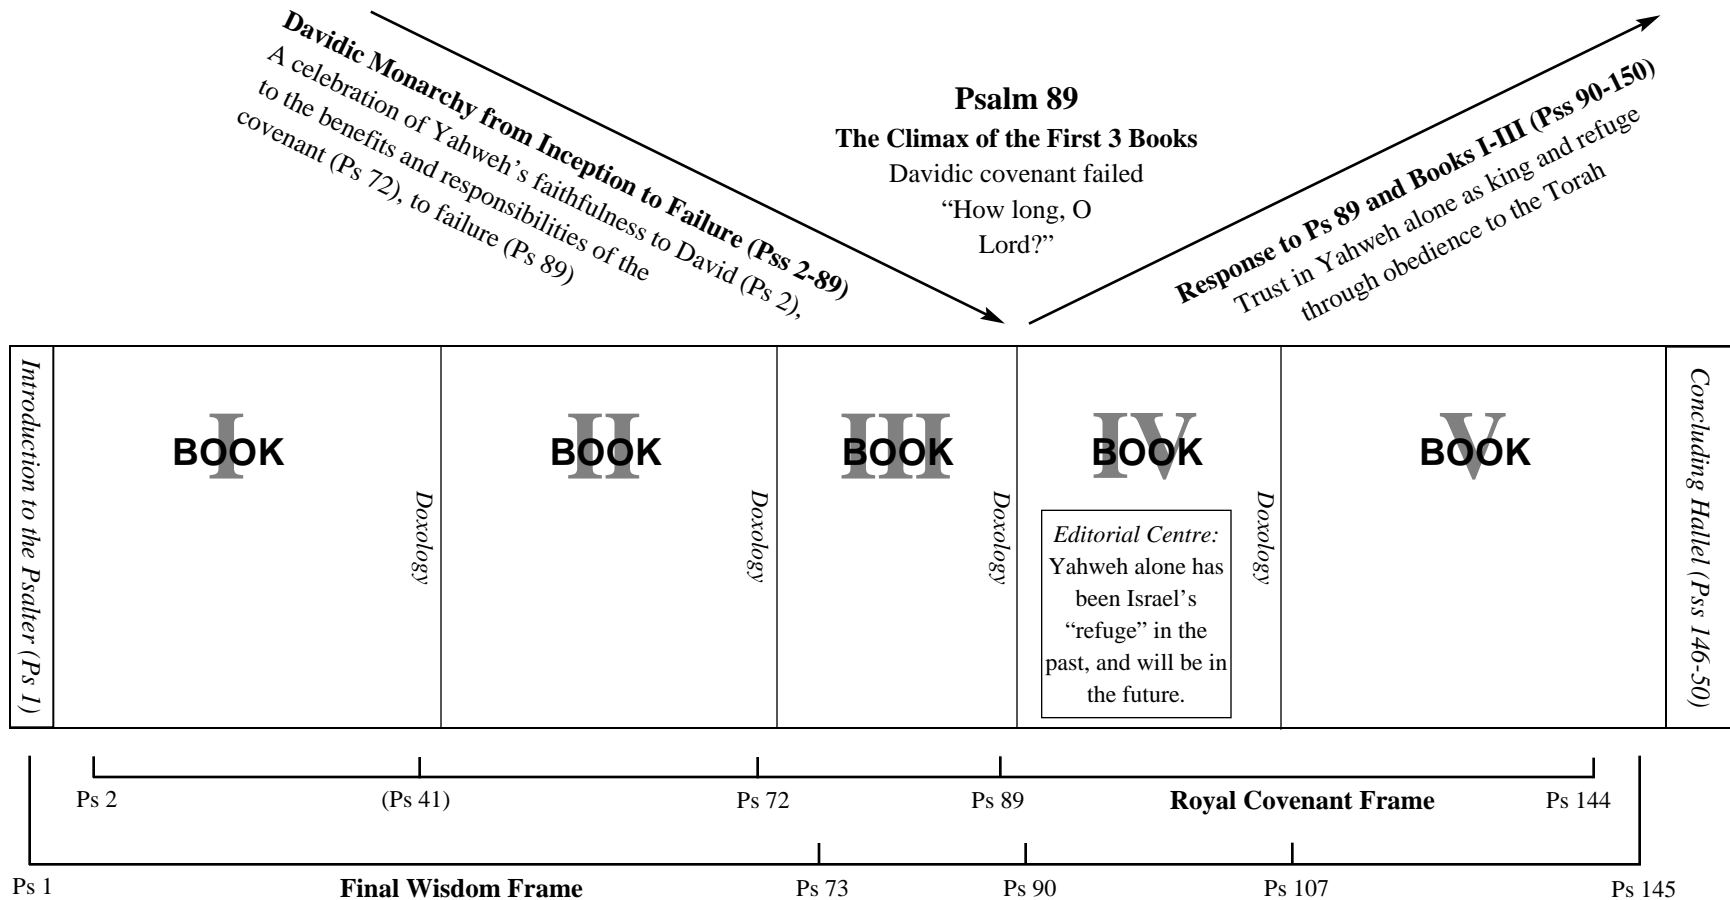 Davidic Monarchy from Inception to Failure (Pss 2-89)
A celebration of Yahweh’s faithfulness to David (Ps 2),
to the benefits and responsibilities of the
covenant (Ps 72), to failure (Ps 89)
Psalm 89
The Climax of the First 3 Books
Davidic covenant failed
“How long, O
Lord?”
Response to Ps 89 and Books I-III (Pss 90-150)
Trust in Yahweh alone as king and refuge
through obedience to the Torah
Introduction to the Psalter (Ps 1)
BOOK I
Doxology
BOOK II
Doxology
BOOK III
Doxology
BOOK IV
Editorial Centre:
Yahweh alone has
been Israel’s
“refuge” in the
past, and will be in
the future.
Doxology
BOOK V
Concluding Hallel (Pss 146-50)
Ps 2
(Ps 41)
Ps 72
Ps 89
Royal Covenant Frame
Ps 144
Ps 1
Final Wisdom Frame
Ps 73
Ps 90
Ps 107
Ps 145